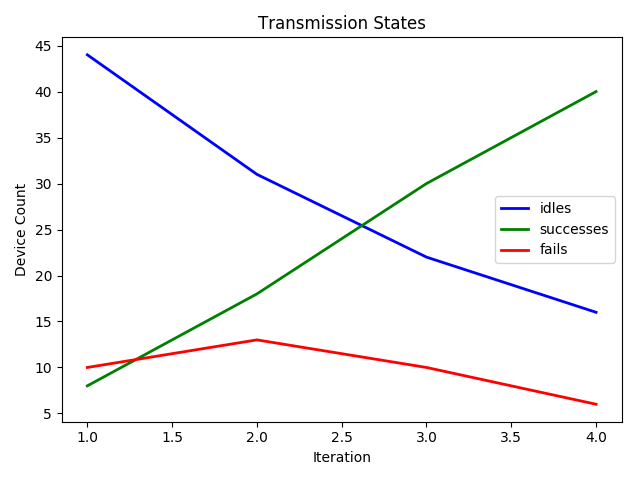 Transmission States
45
40
35
30
25
20
15
10
5
Device Count
idles
successes
fails
1.0 1.5 2.0 2.5 3.0 3.5 4.0
Iteration